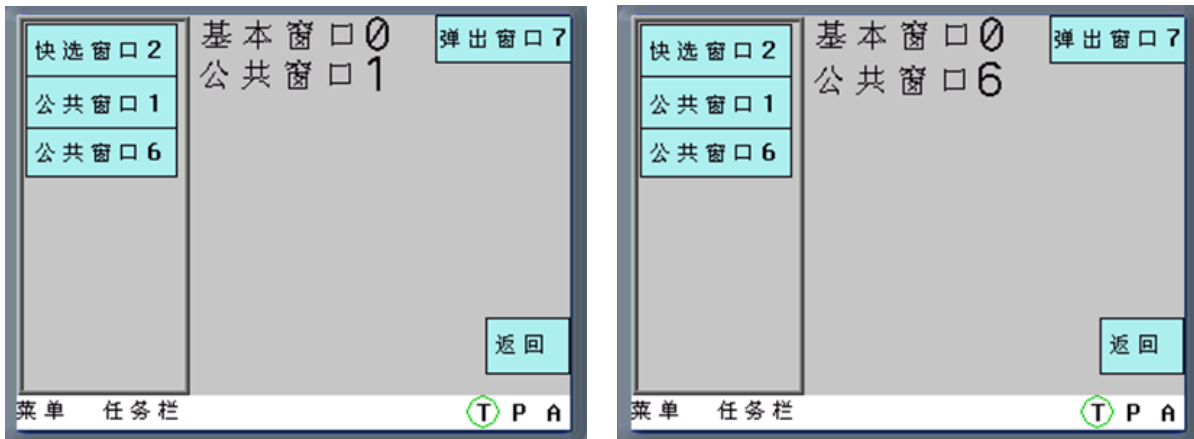 快选窗口2
公共窗口1
公共窗口6
基本窗口0
公共窗口1
弹出窗口7
返回
菜单 任务栏
T P A
快选窗口2
公共窗口1
公共窗口6
基本窗口0
公共窗口6
弹出窗口7
返回
菜单 任务栏
T P A